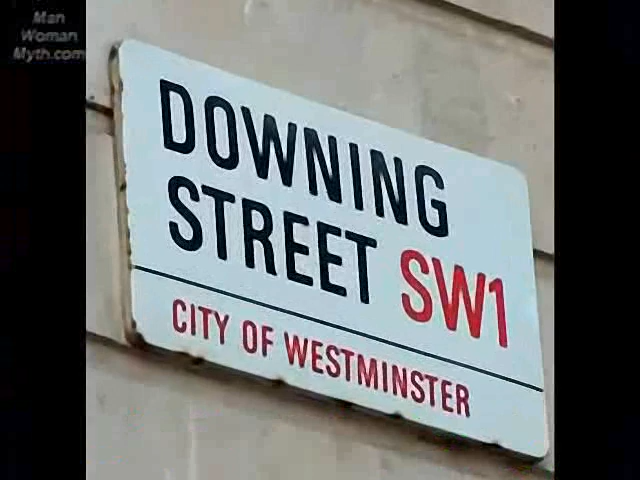 Man
Woman
Myth.com
DOWNING
STREET SW1
CITY OF WESTMINSTER